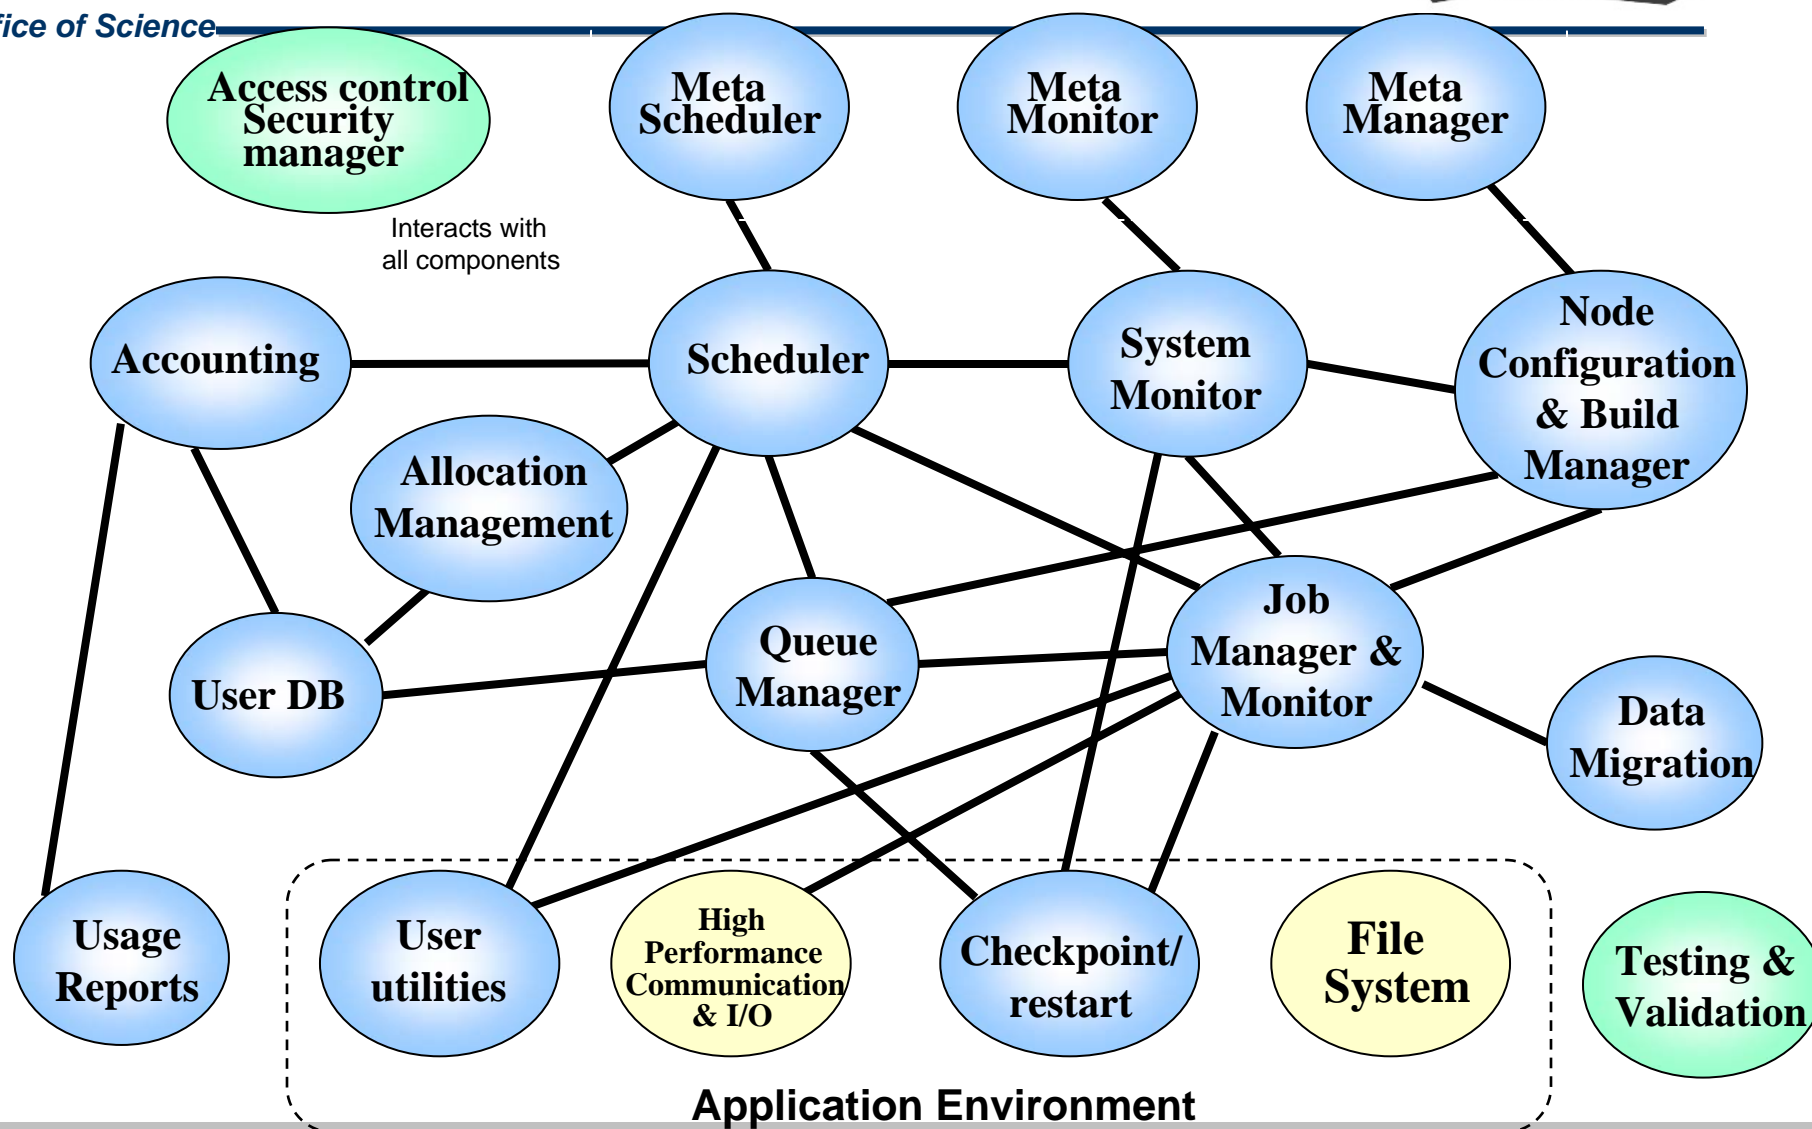 fice of Science
Access control
Security
manager
Meta
Scheduler
Meta
Monitor
Meta
Manager
Interacts with
all components
Accounting
Scheduler
System
Monitor
Node
Configuration
& Build
Manager
Allocation
Management
User DB
Queue
Manager
Job
Manager &
Monitor
Data
Migration
Usage
Reports
User
utilities
High
Performance
Communication
& I/O
Checkpoint/
restart
File
System
Testing &
Validation
Application Environment